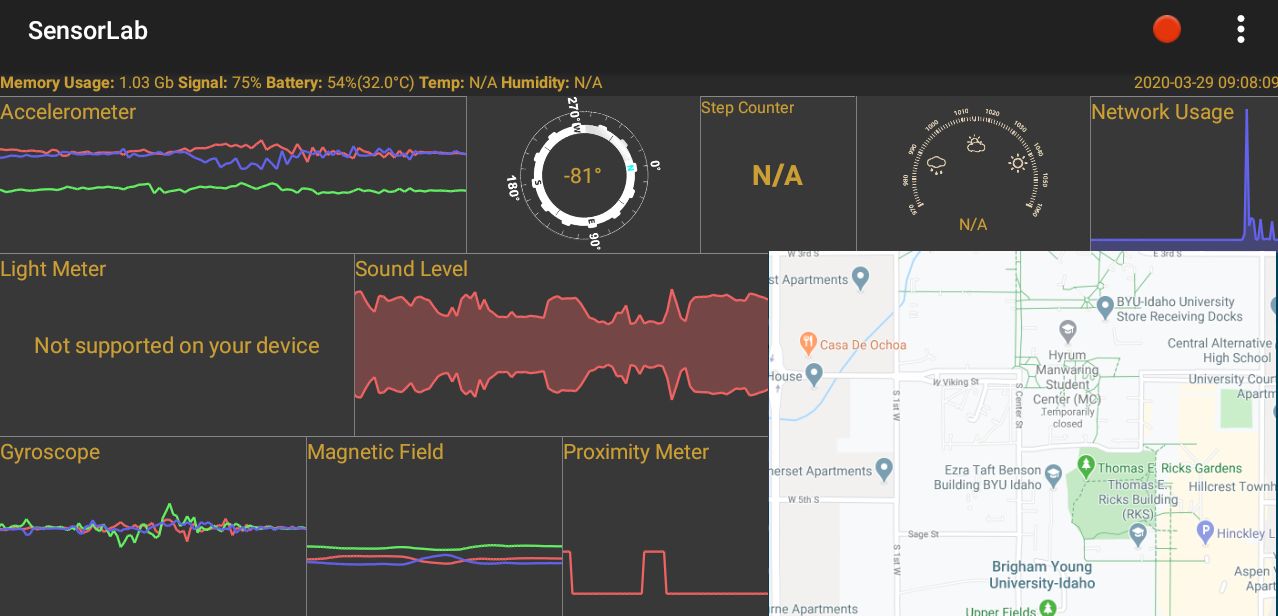 SensorLab
Memory Usage: 1.03 Gb Signal: 75% Battery: 54%(32.0°C) Temp: N/A Humidity: N/A
2020-03-29 09:08:09
Accelerometer
270°
W
N
0°
-81°
180°
S
E
90°
Step Counter
N/A
970
980
990
1000
1010
1020
1030
1040
1050
1060
N/A
Network Usage
Light Meter
Not supported on your device
Sound Level
Gyroscope
Magnetic Field
Proximity Meter
W 3rd S
E 3rd S
st Apartments
BYU-Idaho University
Store Receiving Docks
Casa De Ochoa
Hyrum
Manwaring
Student
Center (MC)
Temporarily
closed
Central Alternative
High School
House
W Viking St
University Cour
Apartm
S 1st W
S Center St
nerset Apartments
Ezra Taft Benson
Building BYU Idaho
Thomas E. Ricks Gardens
Thomas E.
Ricks Building
(RKS)
Hillcrest Townh
W 5th S
Sage St
Hinckley L
S 1st W
Brigham Young
University-Idaho
Aspen
Apart
rne Apartments
Upper Fields